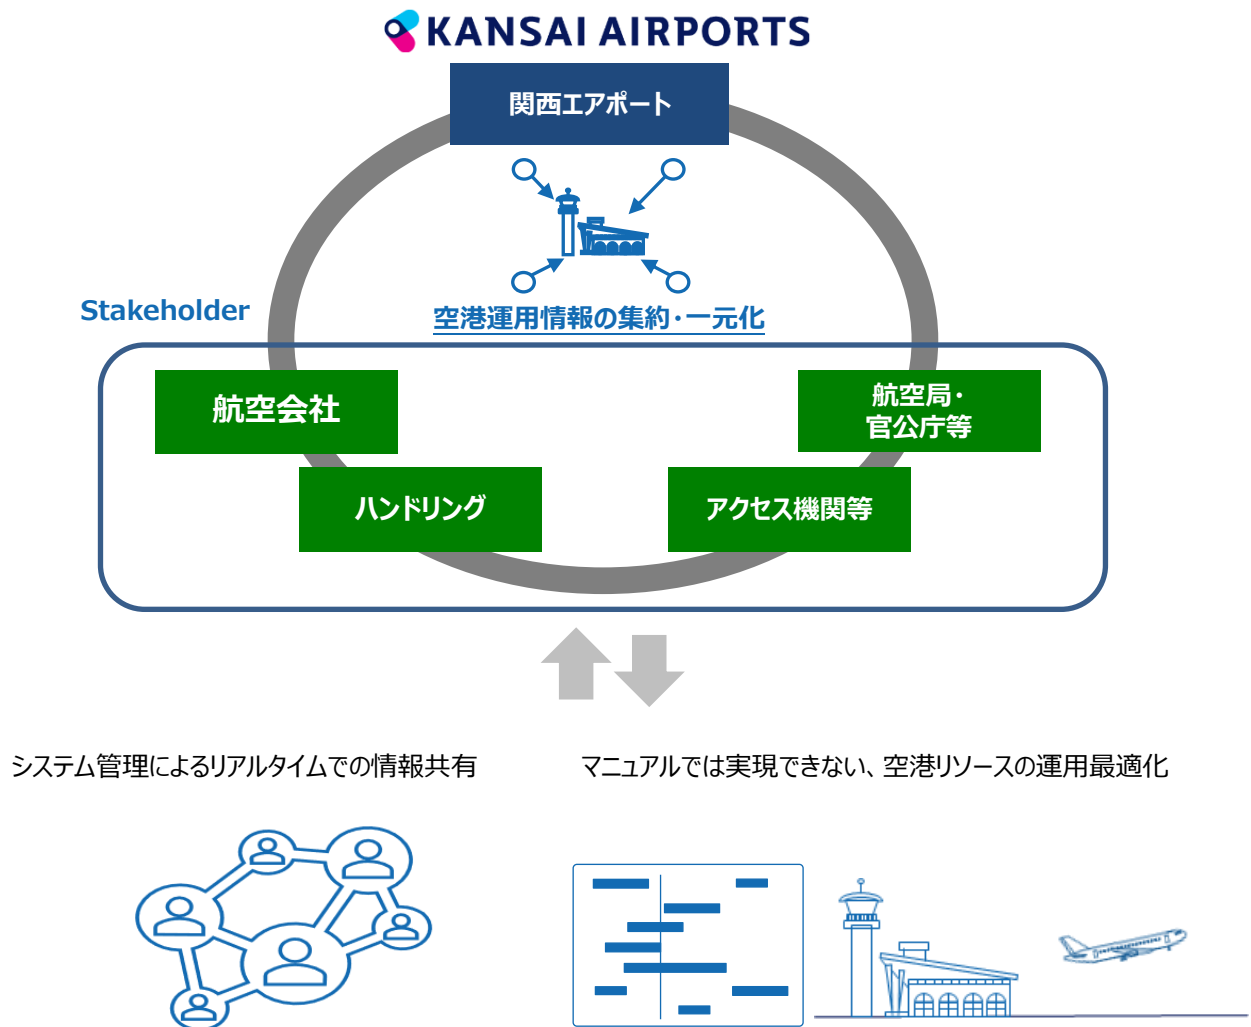 KANSAI AIRPORTS
関西エアポート
Stakeholder
空港運用情報の集約・一元化
航空会社
航空局・
官公庁等
ハンドリング
アクセス機関等
システム管理によるリアルタイムでの情報共有
マニュアルでは実現できない、空港リソースの運用最適化